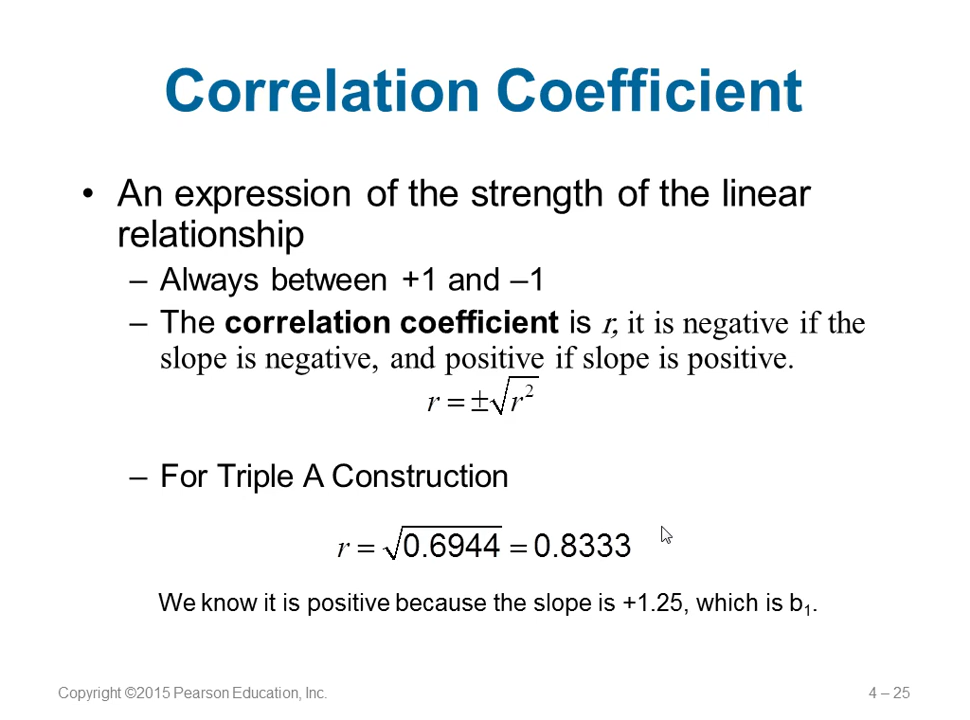 Correlation Coefficient
• An expression of the strength of the linear
relationship
– Always between +1 and –1
– The correlation coefficient is r, it is negative if the
slope is negative, and positive if slope is positive.
r = ±√r²
– For Triple A Construction
r = √0.6944 = 0.8333
We know it is positive because the slope is +1.25, which is b₁.
Copyright ©2015 Pearson Education, Inc.
4 – 25